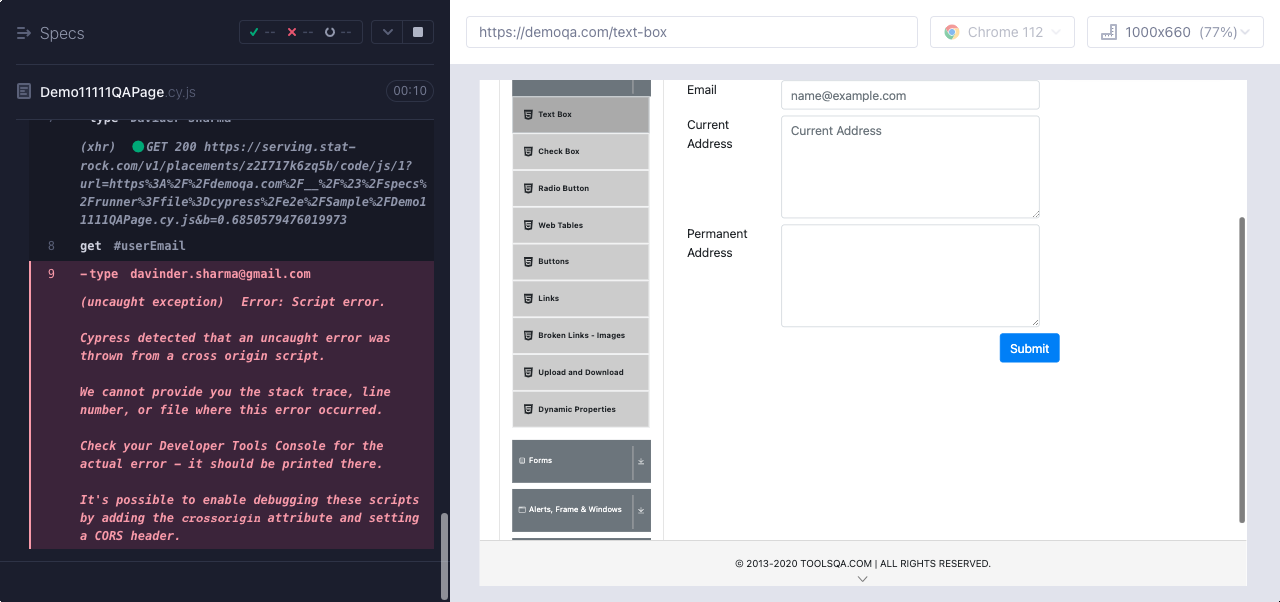 Specs
-- -- --
Demo11111QAPage.cy.js 00:10
type Davinder Sharma
(xhr) GET 200 https://serving.stat-
rock.com/v1/placements/z2I717k6zq5b/code/js/1?
url=https%3A%2F%2Fdemoqa.com%2F__%2F%23%2Fspecs%
2Frunner%3Ffile%3Dcypress%2Fe2e%2FSample%2FDemo1
1111QAPage.cy.js&b=0.6850579476019973
8 get #userEmail
9 -type davinder.sharma@gmail.com
(uncaught exception) Error: Script error.
Cypress detected that an uncaught error was
thrown from a cross origin script.
We cannot provide you the stack trace, line
number, or file where this error occurred.
Check your Developer Tools Console for the
actual error - it should be printed there.
It's possible to enable debugging these scripts
by adding the crossorigin attribute and setting
a CORS header.
https://demoqa.com/text-box
Chrome 112
1000x660 (77%)
Text Box
Check Box
Radio Button
Web Tables
Buttons
Links
Broken Links - Images
Upload and Download
Dynamic Properties
Forms
Alerts, Frame & Windows
Email
name@example.com
Current
Address
Current Address
Permanent
Address
Submit
© 2013-2020 TOOLSQA.COM | ALL RIGHTS RESERVED.